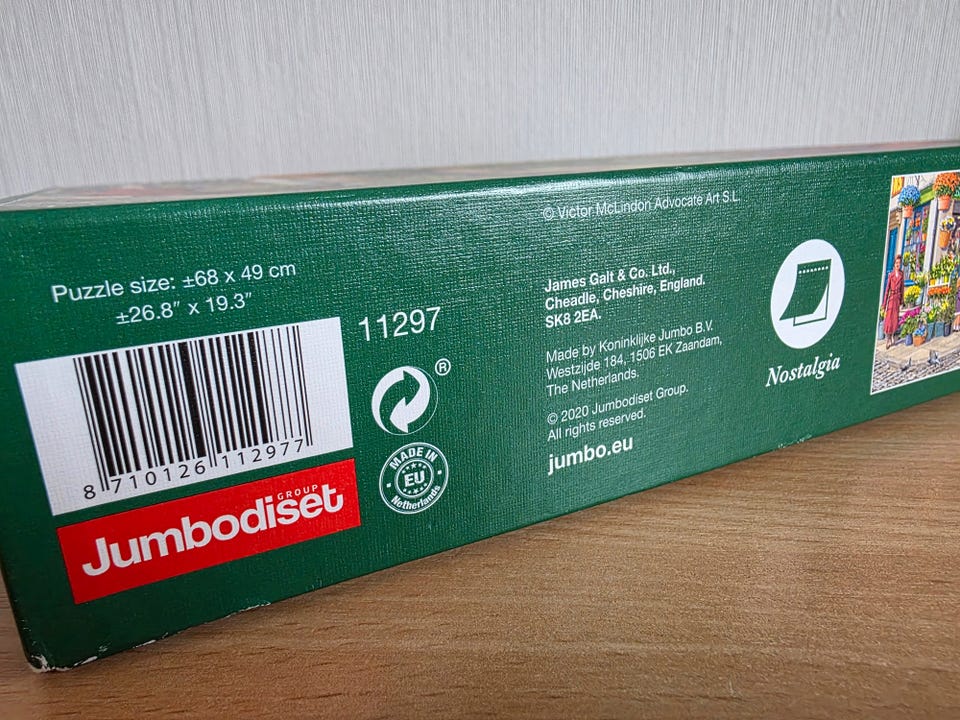 © Victor McLindon Advocate Art S.L.
Puzzle size: ±68 x 49 cm
±26.8" x 19.3"
8 710126 112977
GROUP
Jumbodiset
11297
®
MADE IN
EU
Netherlands
James Galt & Co. Ltd.,
Cheadle, Cheshire, England.
SK8 2EA.
Made by Koninklijke Jumbo B.V.
Westzijde 184, 1506 EK Zaandam,
The Netherlands.
© 2020 Jumbodiset Group.
All rights reserved.
jumbo.eu
Nostalgia